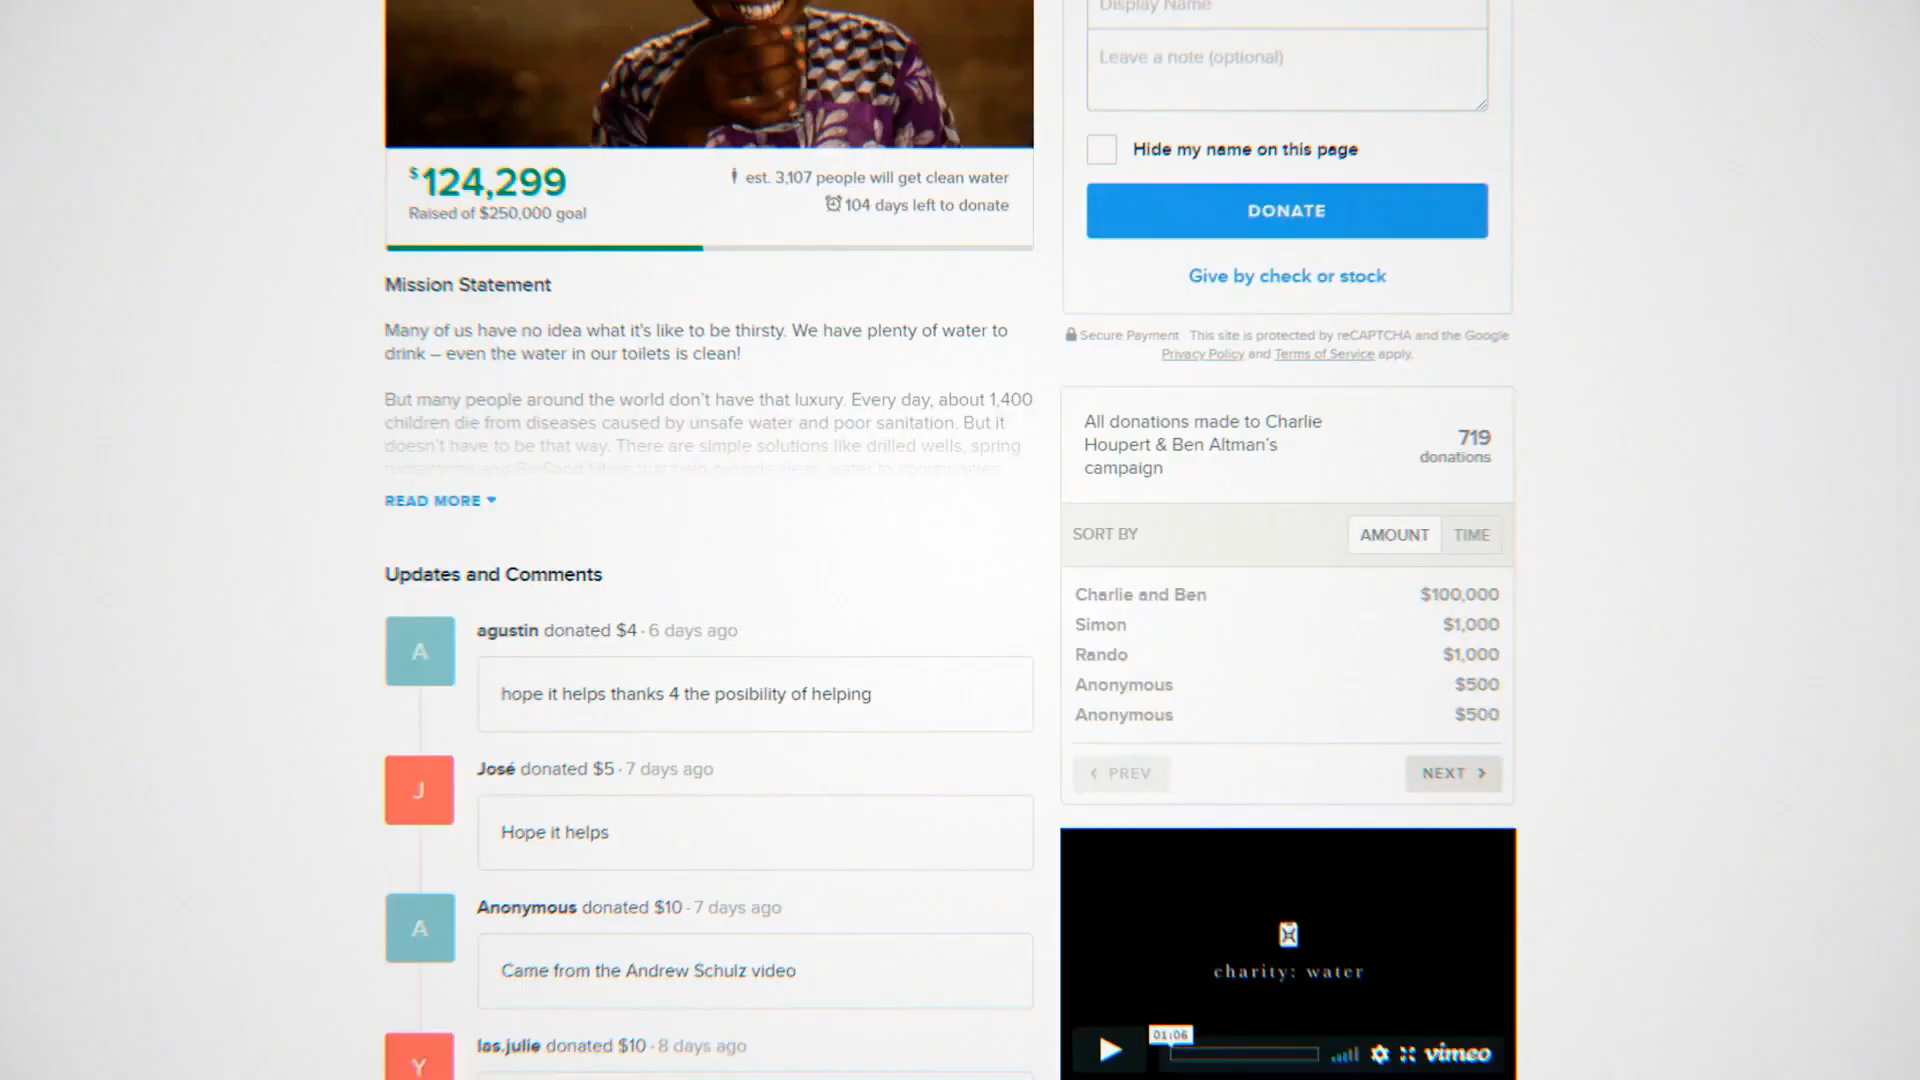 $124,299
Raised of $250,000 goal
est. 3,107 people will get clean water
104 days left to donate
Mission Statement
Many of us have no idea what it's like to be thirsty. We have plenty of water to
drink – even the water in our toilets is clean!
But many people around the world don't have that luxury. Every day, about 1,400
children die from diseases caused by unsafe water and poor sanitation. But it
doesn't have to be that way. There are simple solutions like drilled wells, spring
READ MORE
Updates and Comments
A
agustin donated $4 · 6 days ago
hope it helps thanks 4 the posibility of helping
J
José donated $5 · 7 days ago
Hope it helps
A
Anonymous donated $10 · 7 days ago
Came from the Andrew Schulz video
Y
las.julie donated $10 · 8 days ago
Display Name
Leave a note (optional)
Hide my name on this page
DONATE
Give by check or stock
Secure Payment · This site is protected by reCAPTCHA and the Google
Privacy Policy and Terms of Service apply.
All donations made to Charlie
Houpert & Ben Altman's
campaign
719
donations
SORT BY
AMOUNT
TIME
Charlie and Ben $100,000
Simon $1,000
Rando $1,000
Anonymous $500
Anonymous $500
PREV
NEXT
charity: water
01:06
vimeo